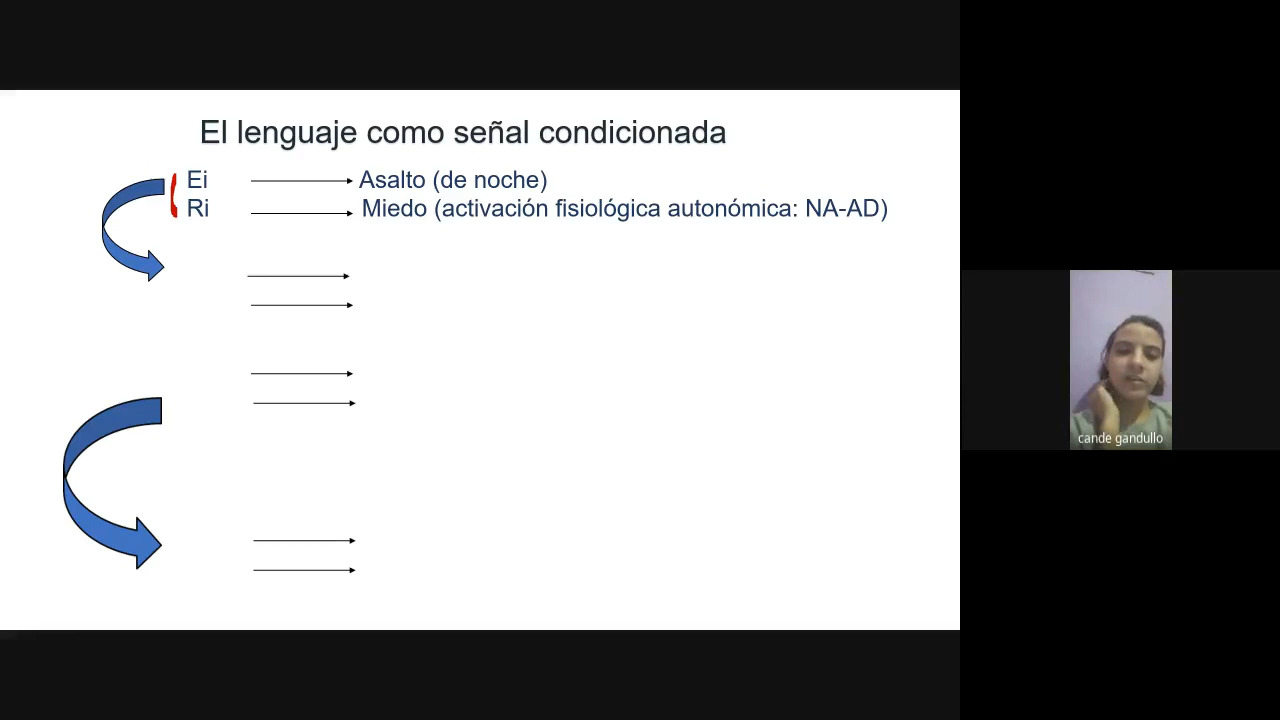 El lenguaje como señal condicionada
Ei Asalto (de noche)
Ri Miedo (activación fisiológica autonómica: NA-AD)
cande gandullo